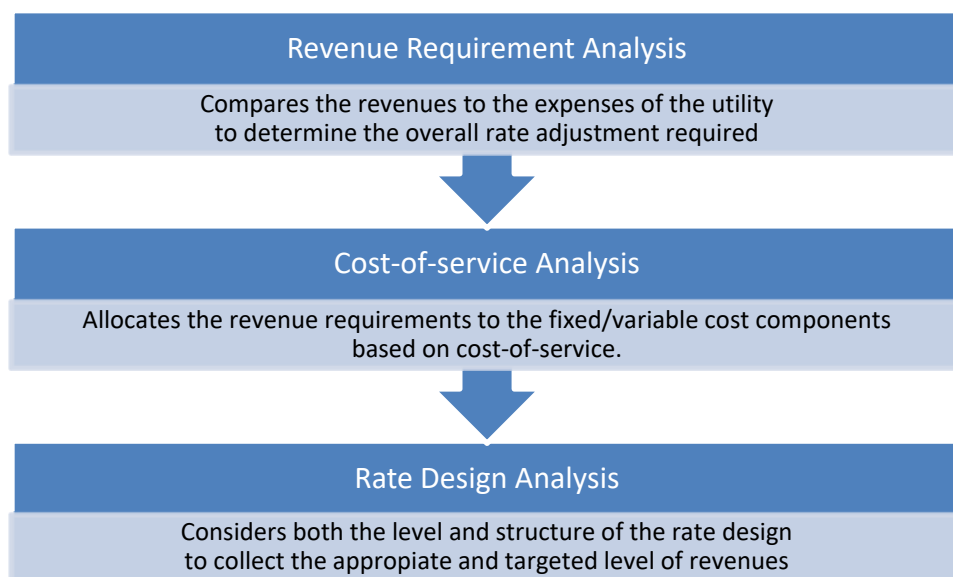 Revenue Requirement Analysis
Compares the revenues to the expenses of the utility
to determine the overall rate adjustment required
Cost-of-service Analysis
Allocates the revenue requirements to the fixed/variable cost components
based on cost-of-service.
Rate Design Analysis
Considers both the level and structure of the rate design
to collect the appropiate and targeted level of revenues